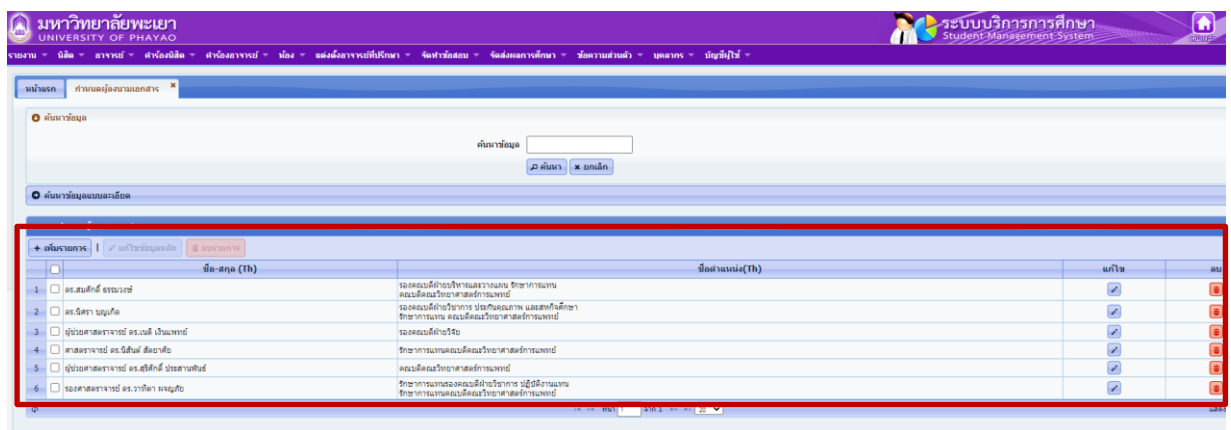 มหาวิทยาลัยพะเยา
UNIVERSITY OF PHAYAO
ระบบบริการการศึกษา
Student Management System
รายงาน นิสิต อาจารย์ คำร้องนิสิต คำร้องอาจารย์ ห้อง แต่งตั้งอาจารย์ที่ปรึกษา จัดทำข้อสอบ จัดส่งผลการศึกษา ข้อความส่วนตัว บุคลากร บัญชีผู้ใช้
หน้าแรก กำหนดผู้ลงนามเอกสาร
ค้นหาข้อมูล
ค้นหาข้อมูล
ค้นหา ยกเลิก
ค้นหาข้อมูลแบบละเอียด
+ เพิ่มรายการ | แก้ไขข้อมูลหลัก ลบรายการ
ชื่อ-สกุล (Th) ชื่อตำแหน่ง(Th) แก้ไข ลบ
1 ดร.สมศักดิ์ ธรรมวงษ์ รองคณบดีฝ่ายบริหารและวางแผน รักษาการแทน
คณบดีคณะวิทยาศาสตร์การแพทย์
2 ดร.นิศรา บุญเกิด รองคณบดีฝ่ายวิชาการ ประกันคุณภาพ และสหกิจศึกษา
รักษาการแทน คณบดีคณะวิทยาศาสตร์การแพทย์
3 ผู้ช่วยศาสตราจารย์ ดร.เนติ เงินแพทย์ รองคณบดีฝ่ายวิจัย
4 ศาสตราจารย์ ดร.นิสันต์ สัตยาศัย รักษาการแทนคณบดีคณะวิทยาศาสตร์การแพทย์
5 ผู้ช่วยศาสตราจารย์ ดร.สุริศักดิ์ ประสานพันธ์ คณบดีคณะวิทยาศาสตร์การแพทย์
6 รองศาสตราจารย์ ดร.วาทิตา ผจญภัย รักษาการแทนรองคณบดีฝ่ายวิชาการ ปฏิบัติงานแทน
รักษาการแทนคณบดีคณะวิทยาศาสตร์การแพทย์
หน้า 1 จาก 1 20 แสดง